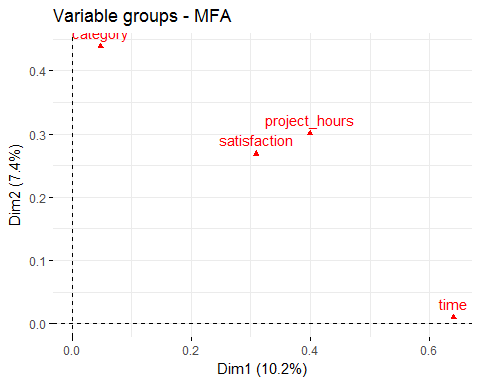 Variable groups - MFA
category
project_hours
satisfaction
time
0.4
0.3
0.2
0.1
0.0
0.0
0.2
0.4
0.6
Dim2 (7.4%)
Dim1 (10.2%)